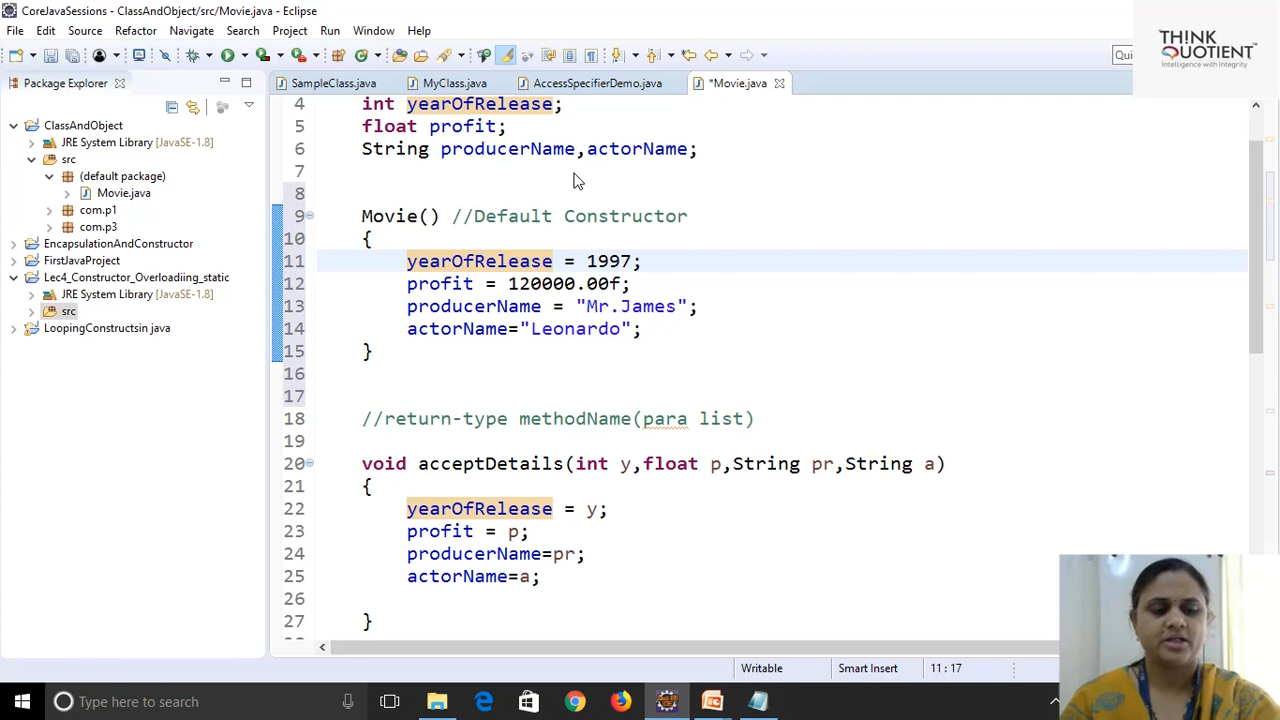 CoreJavaSessions - ClassAndObject/src/Movie.java - Eclipse
File Edit Source Refactor Navigate Search Project Run Window Help
Qui
THINK
QUOTIENT
Intelligence with Integrity
Package Explorer
SampleClass.java MyClass.java AccessSpecifierDemo.java *Movie.java
ClassAndObject
JRE System Library [JavaSE-1.8]
src
(default package)
Movie.java
com.p1
com.p3
EncapsulationAndConstructor
FirstJavaProject
Lec4_Constructor_Overloadiing_static
JRE System Library [JavaSE-1.8]
src
LoopingConstructsin java
4 int yearOfRelease;
5 float profit;
6 String producerName,actorName;
7
8
9 Movie() //Default Constructor
10 {
11 yearOfRelease = 1997;
12 profit = 120000.00f;
13 producerName = "Mr.James";
14 actorName="Leonardo";
15 }
16
17
18 //return-type methodName(para list)
19
20 void acceptDetails(int y,float p,String pr,String a)
21 {
22 yearOfRelease = y;
23 profit = p;
24 producerName=pr;
25 actorName=a;
26
27 }
Writable Smart Insert 11 : 17
Type here to search